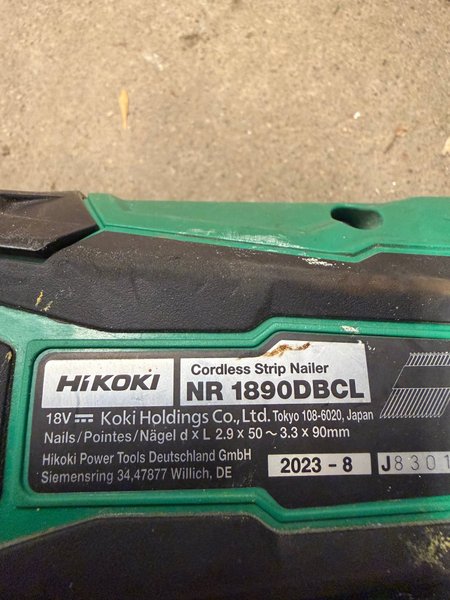 HiKOKI
Cordless Strip Nailer
NR 1890DBCL
18V ⎓ Koki Holdings Co., Ltd. Tokyo 108-6020, Japan
Nails/Pointes/Nägel d x L 2.9 x 50 ~ 3.3 x 90mm
Hikoki Power Tools Deutschland GmbH
Siemensring 34,47877 Willich, DE
2023 - 8
J8301